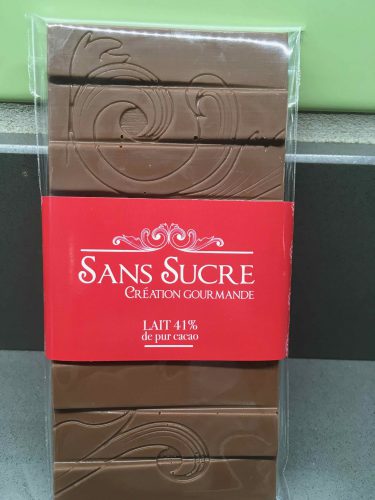 SANS SUCRE
CRÉATION GOURMANDE
LAIT 41%
de pur cacao